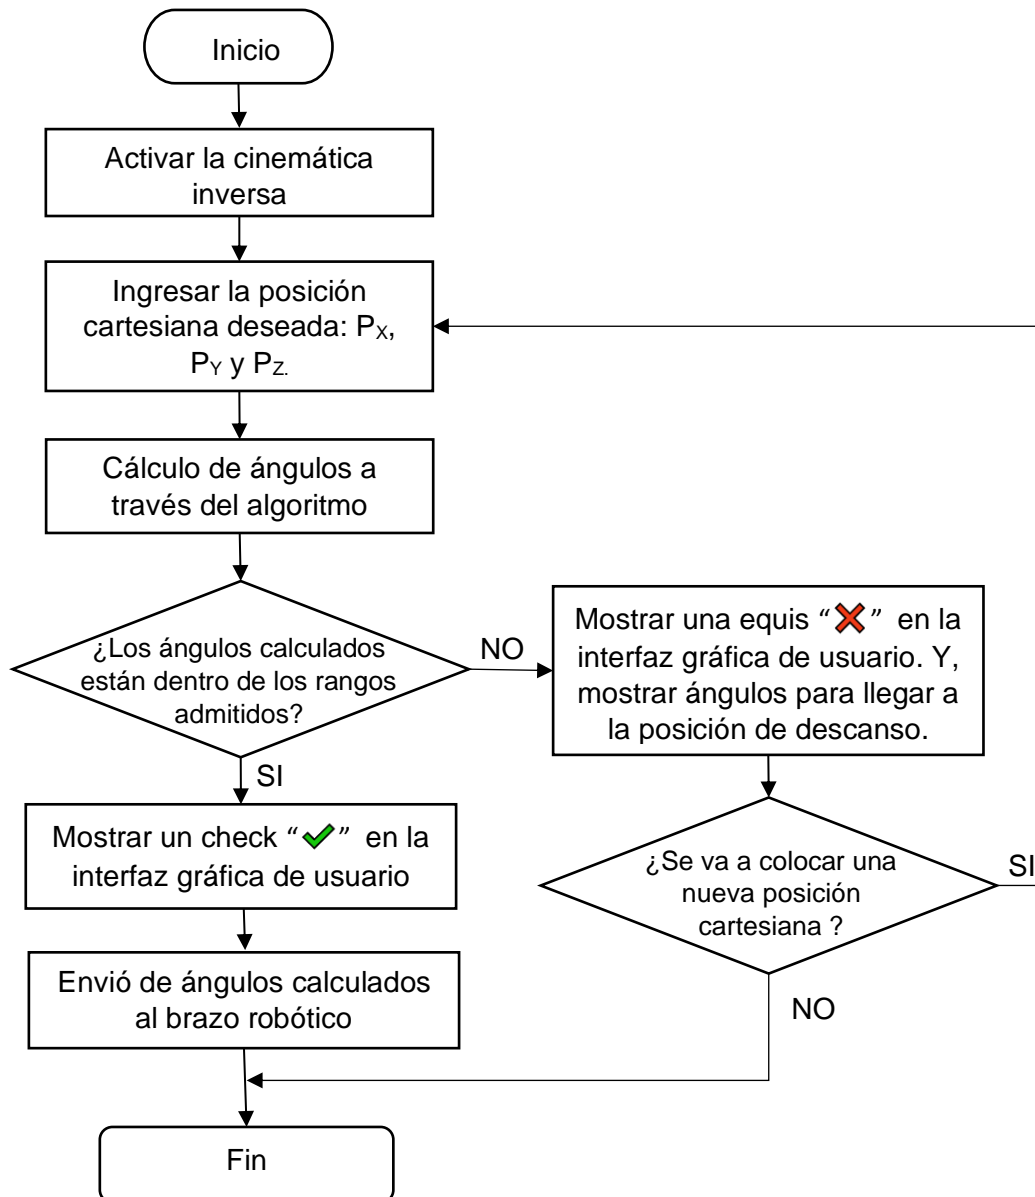 Inicio
Activar la cinemática
inversa
Ingresar la posición
cartesiana deseada: PX,
PY y PZ.
Cálculo de ángulos a
través del algoritmo
¿Los ángulos calculados
están dentro de los rangos
admitidos?
NO
Mostrar una equis “❌” en la
interfaz gráfica de usuario. Y,
mostrar ángulos para llegar a
la posición de descanso.
SI
Mostrar un check “✔” en la
interfaz gráfica de usuario
¿Se va a colocar una
nueva posición
cartesiana ?
SI
NO
Envió de ángulos calculados
al brazo robótico
Fin